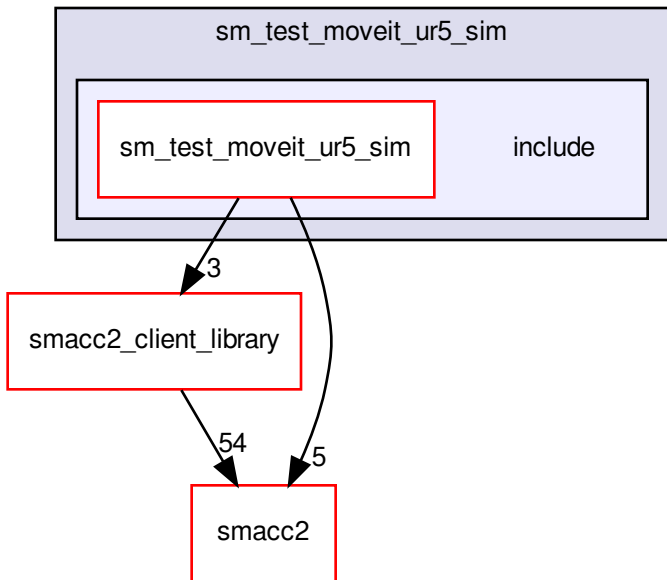 sm_test_moveit_ur5_sim
sm_test_moveit_ur5_sim
include
3
smacc2_client_library
54
5
smacc2